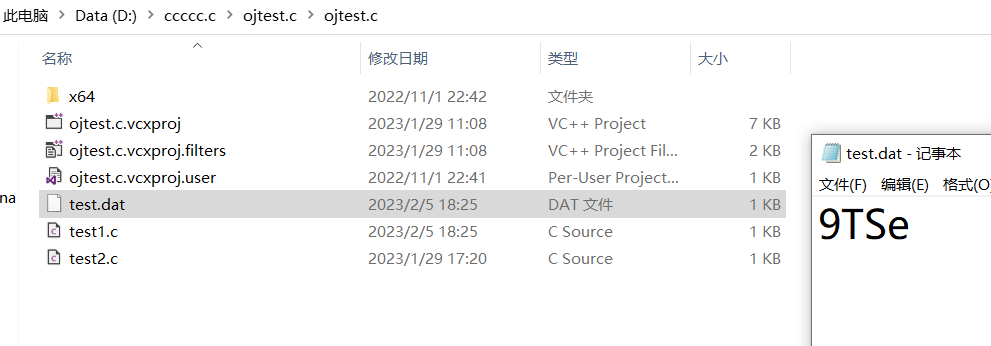 此电脑 > Data (D:) > ccccc.c > ojtest.c > ojtest.c
名称 修改日期 类型 大小
x64 2022/11/1 22:42 文件夹
ojtest.c.vcxproj 2023/1/29 11:08 VC++ Project 7 KB
ojtest.c.vcxproj.filters 2023/1/29 11:08 VC++ Project Fil... 2 KB
ojtest.c.vcxproj.user 2022/11/1 22:41 Per-User Project... 1 KB
na
test.dat 2023/2/5 18:25 DAT 文件 1 KB
test1.c 2023/2/5 18:25 C Source 1 KB
test2.c 2023/1/29 17:20 C Source 1 KB
test.dat - 记事本
文件(F) 编辑(E) 格式(O)
9TSe